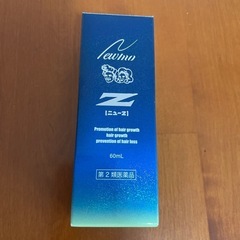 Newmo
Z
[ニューZ]
Promotion of hair growth
hair growth
prevention of hair loss
60mL
第2類医薬品